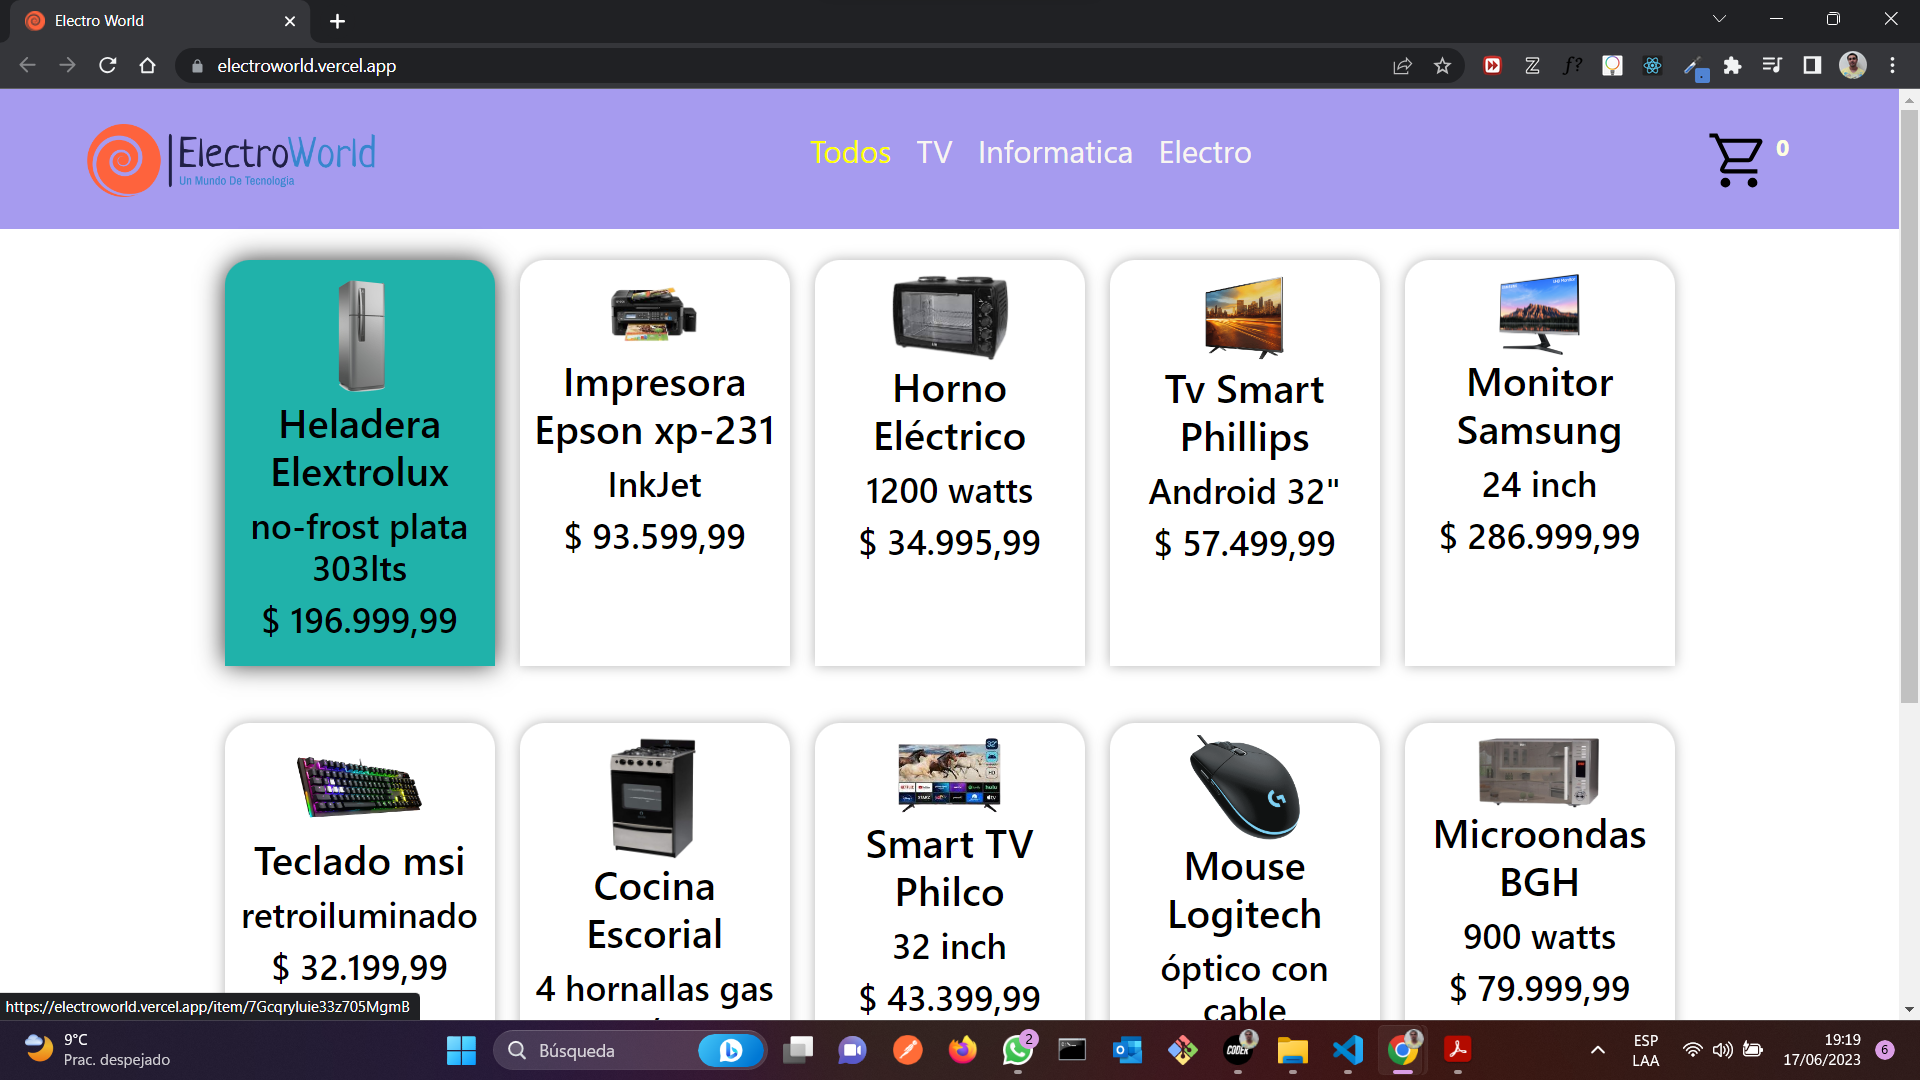 Electro World
electroworld.vercel.app
ElectroWorld
Un Mundo De Tecnología
Todos TV Informatica Electro
0
Heladera
Elextrolux
no-frost plata
303lts
$ 196.999,99
Impresora
Epson xp-231
InkJet
$ 93.599,99
Horno
Eléctrico
1200 watts
$ 34.995,99
Tv Smart
Phillips
Android 32"
$ 57.499,99
Monitor
Samsung
24 inch
$ 286.999,99
Teclado msi
retroiluminado
$ 32.199,99
Cocina
Escorial
4 hornallas gas
Smart TV
Philco
32 inch
$ 43.399,99
Mouse
Logitech
óptico con
cable
Microondas
BGH
900 watts
$ 79.999,99
https://electroworld.vercel.app/item/7Gcqryluie33z705MgmB
9°C
Prac. despejado
Búsqueda
2
CODER
ESP
LAA
19:19
17/06/2023
6